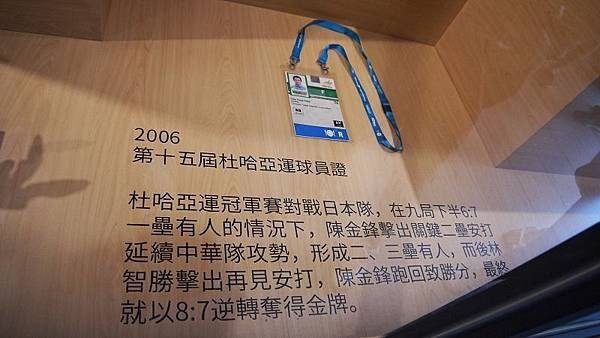 2006
第十五屆杜哈亞運球員證
杜哈亞運冠軍賽對戰日本隊，在九局下半6:7
一壘有人的情況下，陳金鋒擊出關鍵二壘安打
延續中華隊攻勢，形成二、三壘有人，而後林
智勝擊出再見安打，陳金鋒跑回致勝分，最終
就以8:7逆轉奪得金牌。